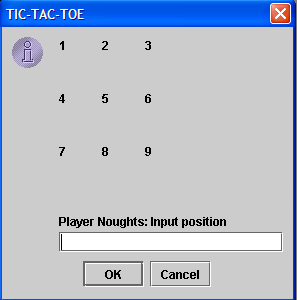 TIC-TAC-TOE
1 2 3
4 5 6
7 8 9
Player Noughts: Input position
OK Cancel